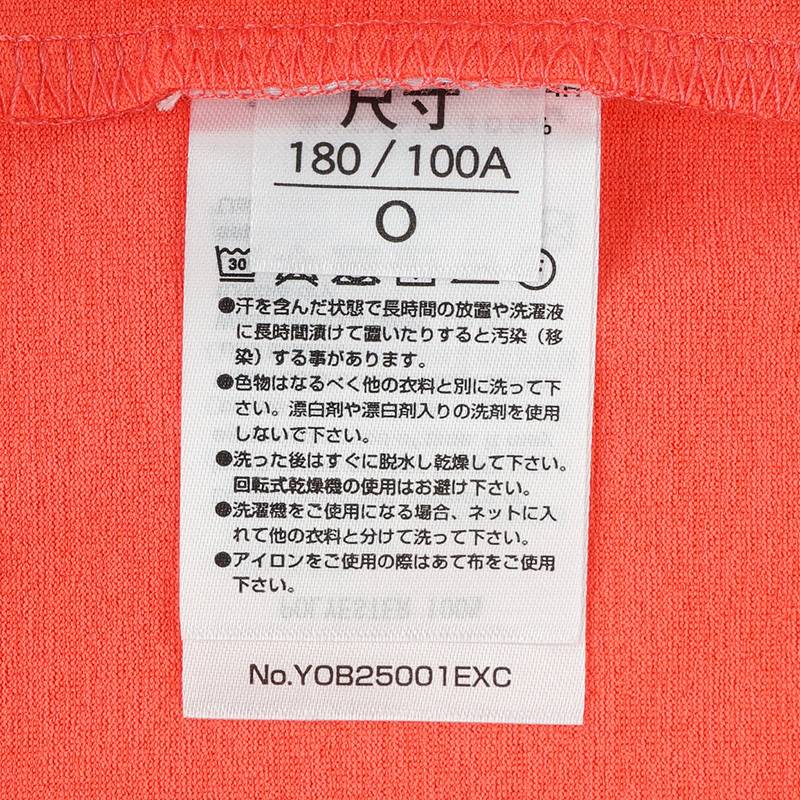 尺寸
180 / 100A
O
30
F
●汗を含んだ状態で長時間の放置や洗濯液
に長時間漬けて置いたりすると汚染（移
染）する事があります。
●色物はなるべく他の衣料と別に洗って下
さい。漂白剤や漂白剤入りの洗剤を使用
しないで下さい。
●洗った後はすぐに脱水し乾燥して下さい。
回転式乾燥機の使用はお避け下さい。
●洗濯機をご使用になる場合、ネットに入
れて他の衣料と分けて洗って下さい。
●アイロンをご使用の際はあて布をご使用
下さい。
POLYESTER 100%
No.YOB25001EXC